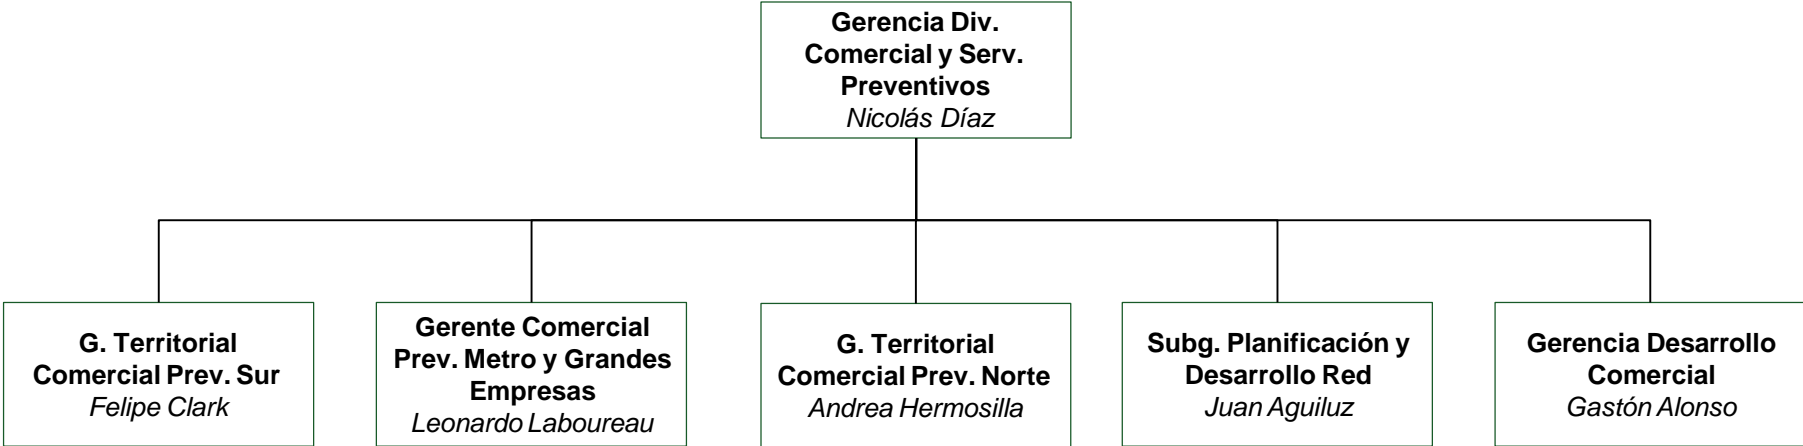 Gerencia Div.
Comercial y Serv.
Preventivos
Nicolás Díaz
G. Territorial
Comercial Prev. Sur
Felipe Clark
Gerente Comercial
Prev. Metro y Grandes
Empresas
Leonardo Laboureau
G. Territorial
Comercial Prev. Norte
Andrea Hermosilla
Subg. Planificación y
Desarrollo Red
Juan Aguiluz
Gerencia Desarrollo
Comercial
Gastón Alonso